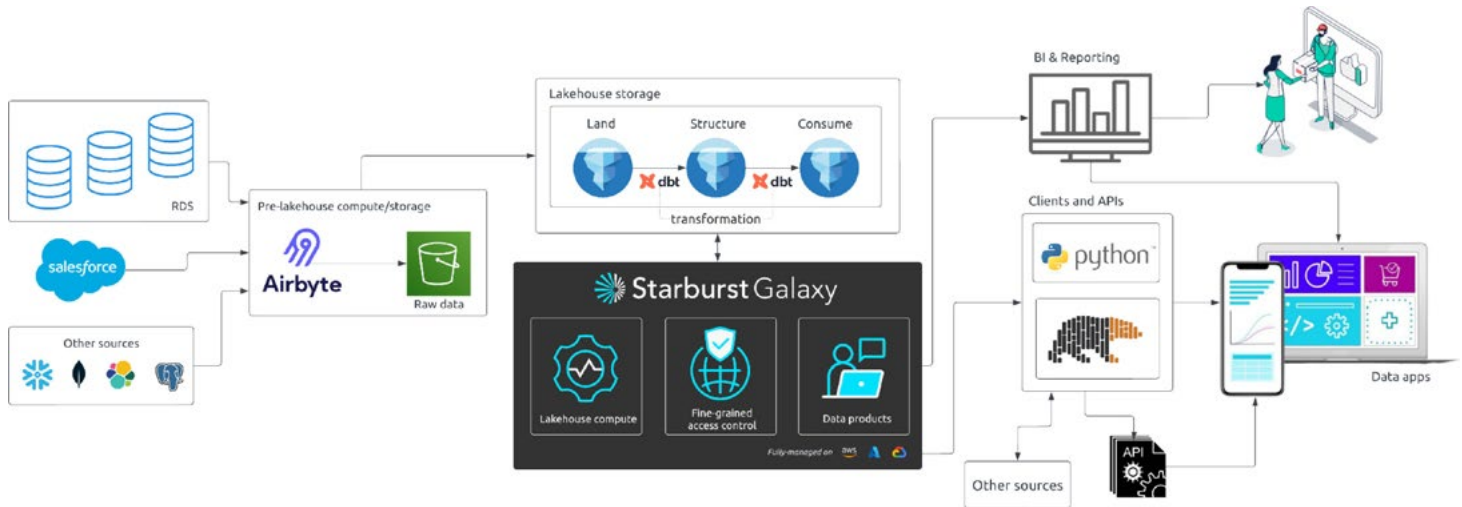 RDS
salesforce
Other sources
Pre-lakehouse compute/storage
Airbyte
Raw data
Lakehouse storage
Land
Structure
Consume
dbt
dbt
transformation
Starburst Galaxy
Lakehouse compute
Fine-grained
access control
Data products
Fully-managed on
aws
BI & Reporting
Clients and APIs
python™
Other sources
API
</>
Data apps